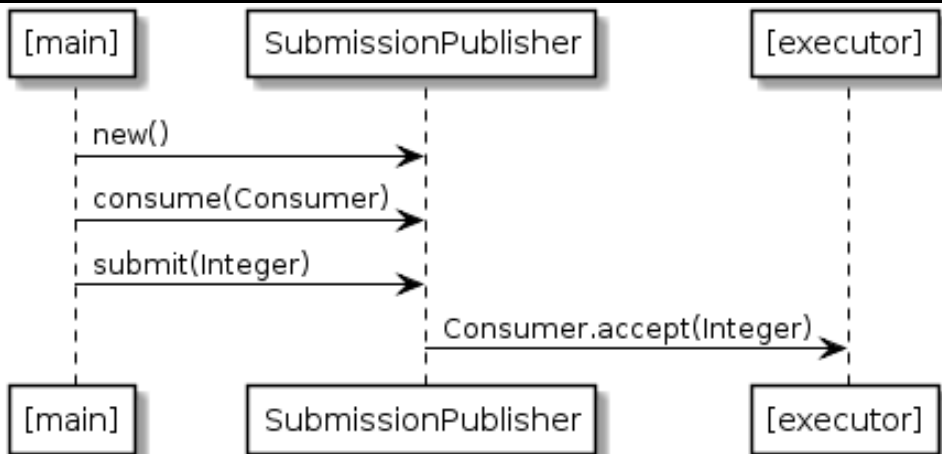 [main] SubmissionPublisher [executor]
new()
consume(Consumer)
submit(Integer)
Consumer.accept(Integer)
[main] SubmissionPublisher [executor]